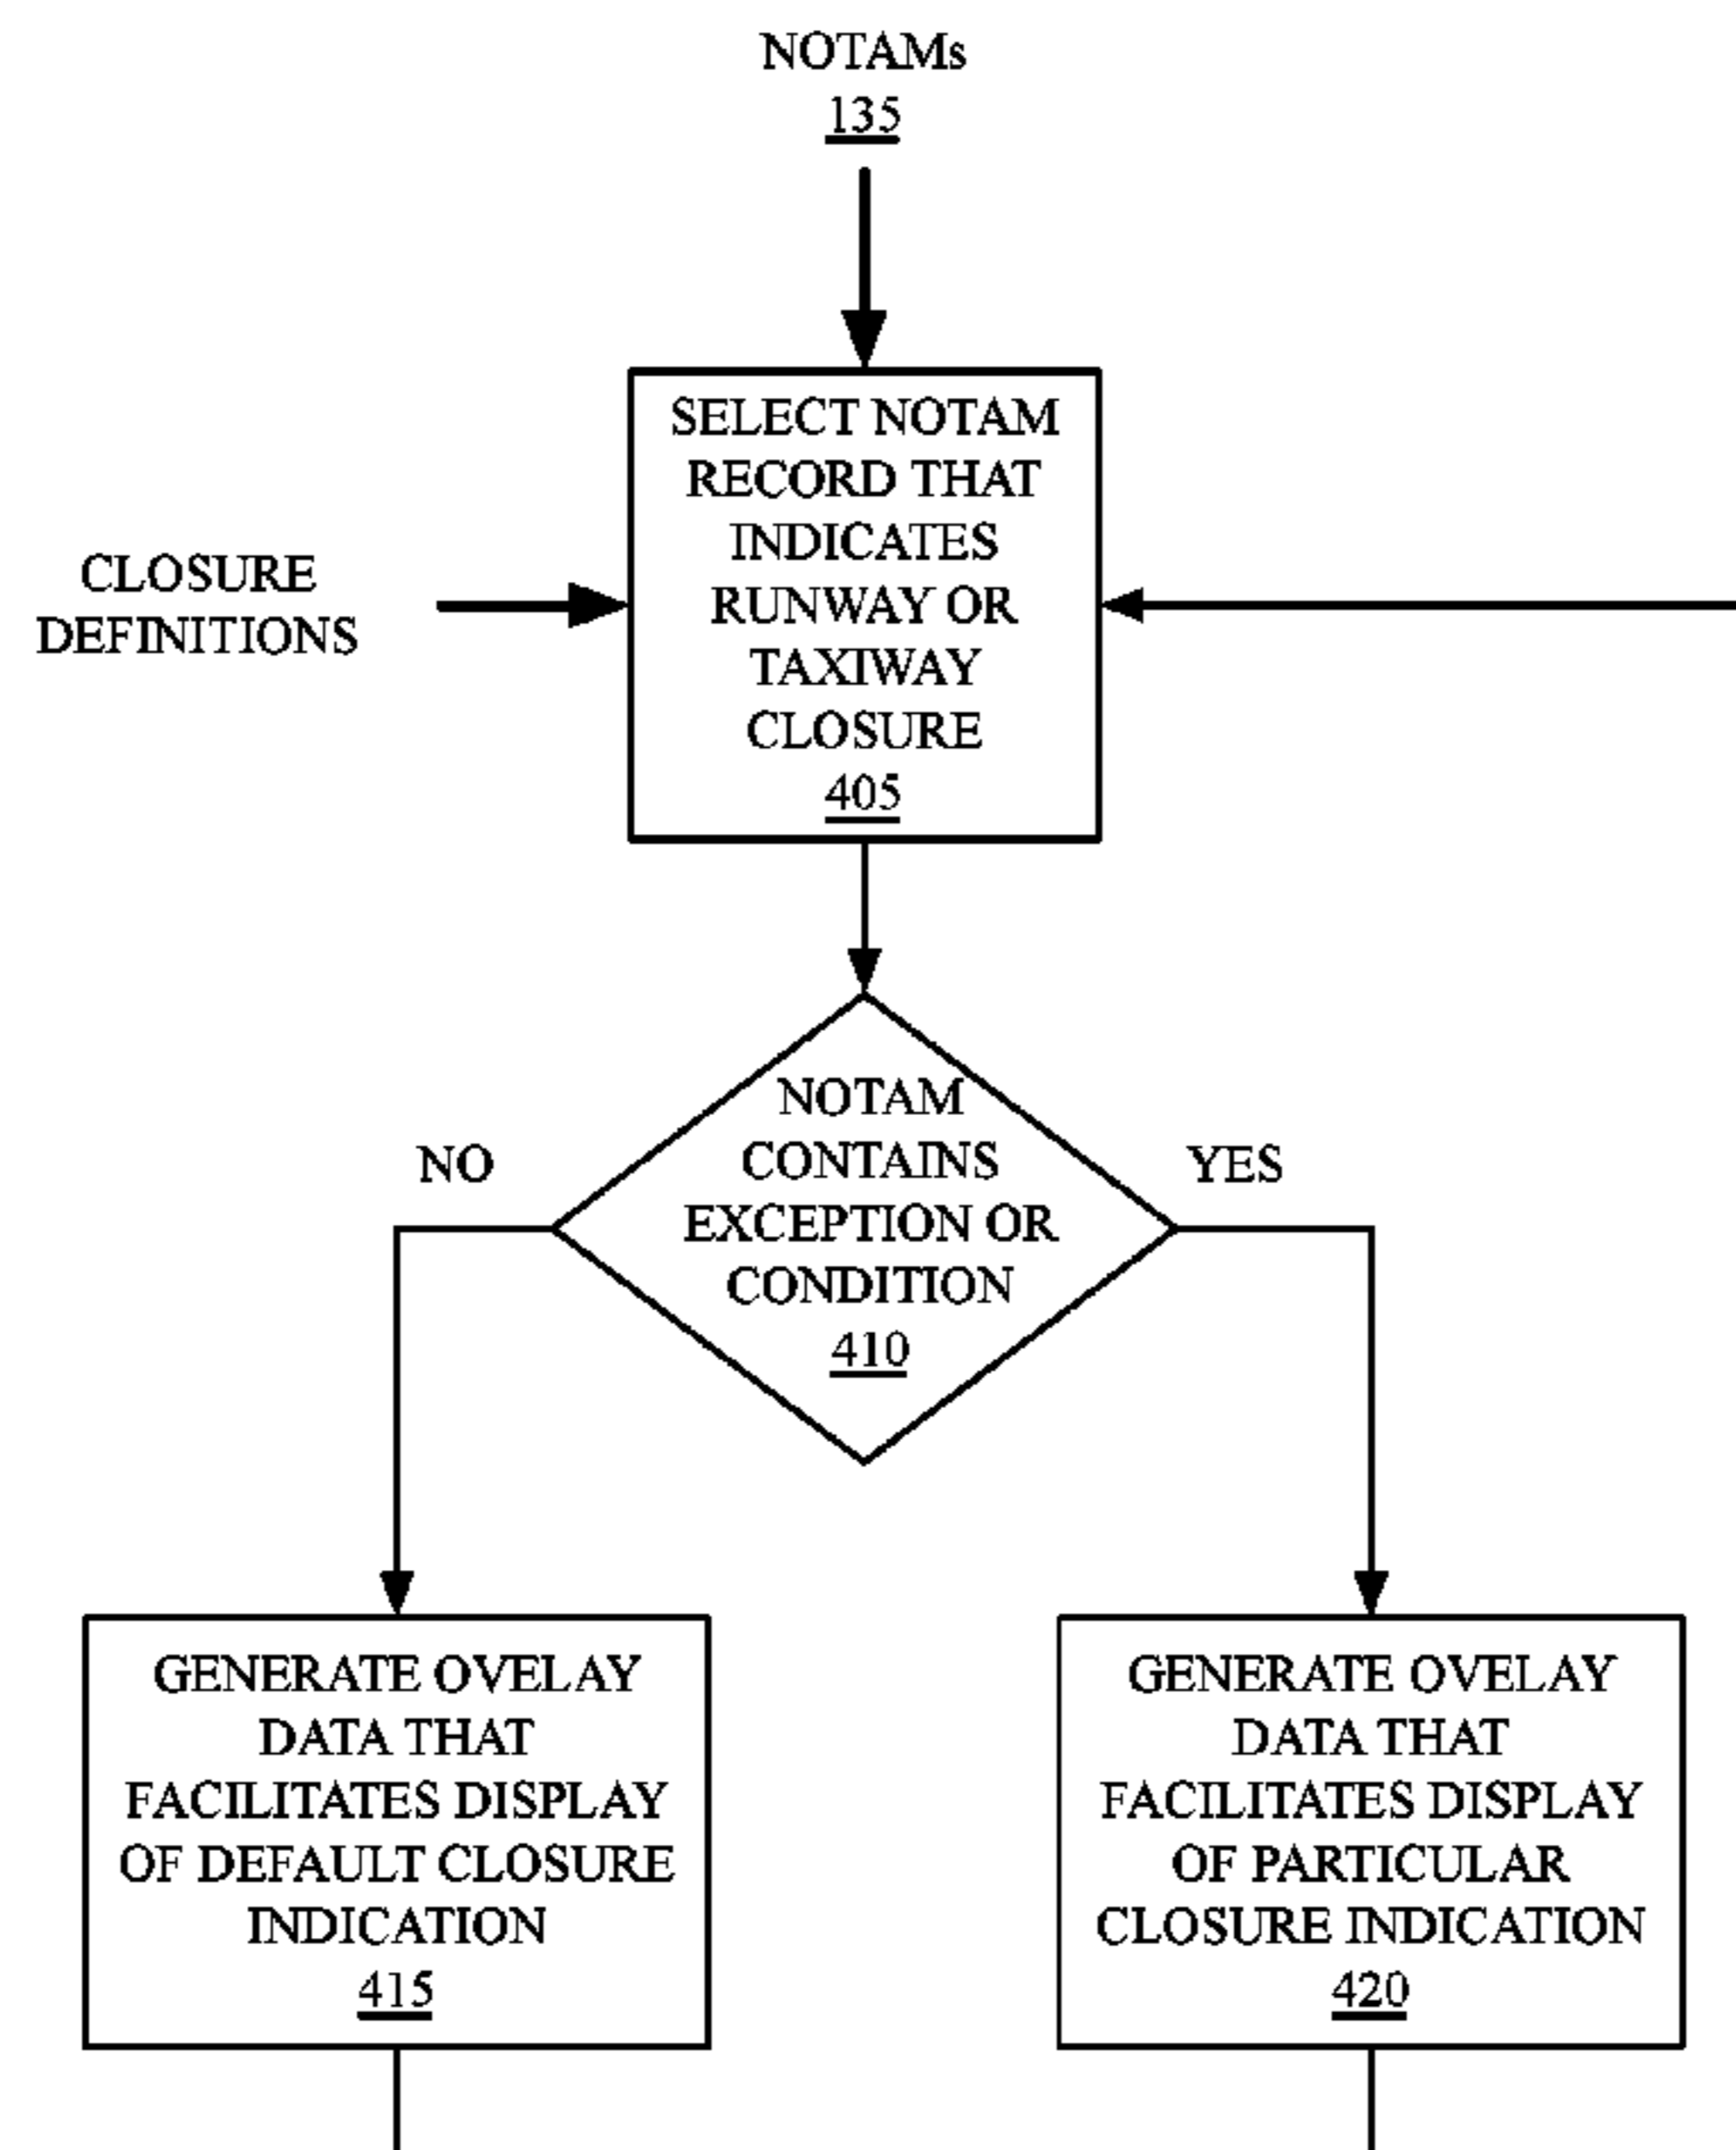 NOTAMs
135
SELECT NOTAM
RECORD THAT
INDICATES
RUNWAY OR
TAXIWAY
CLOSURE
405
CLOSURE
DEFINITIONS
NOTAM
CONTAINS
EXCEPTION OR
CONDITION
410
NO
YES
GENERATE OVELAY
DATA THAT
FACILITATES DISPLAY
OF DEFAULT CLOSURE
INDICATION
415
GENERATE OVELAY
DATA THAT
FACILITATES DISPLAY
OF PARTICULAR
CLOSURE INDICATION
420